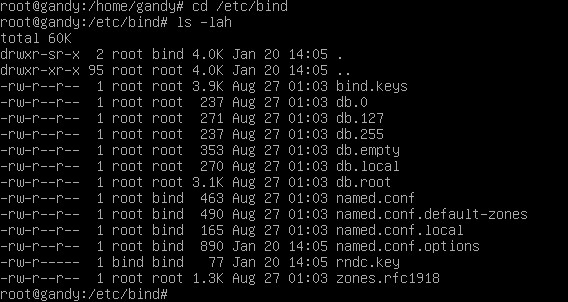 root@gandy:/home/gandy# cd /etc/bind
root@gandy:/etc/bind# ls -lah
total 60K
drwxr-sr-x  2 root bind 4.0K Jan 20 14:05 .
drwxr-xr-x 95 root root 4.0K Jan 20 14:05 ..
-rw-r--r--  1 root root 3.9K Aug 27 01:03 bind.keys
-rw-r--r--  1 root root  237 Aug 27 01:03 db.0
-rw-r--r--  1 root root  271 Aug 27 01:03 db.127
-rw-r--r--  1 root root  237 Aug 27 01:03 db.255
-rw-r--r--  1 root root  353 Aug 27 01:03 db.empty
-rw-r--r--  1 root root  270 Aug 27 01:03 db.local
-rw-r--r--  1 root root 3.1K Aug 27 01:03 db.root
-rw-r--r--  1 root bind  463 Aug 27 01:03 named.conf
-rw-r--r--  1 root bind  490 Aug 27 01:03 named.conf.default-zones
-rw-r--r--  1 root bind  165 Aug 27 01:03 named.conf.local
-rw-r--r--  1 root bind  890 Jan 20 14:05 named.conf.options
-rw-r-----  1 bind bind   77 Jan 20 14:05 rndc.key
-rw-r--r--  1 root root 1.3K Aug 27 01:03 zones.rfc1918
root@gandy:/etc/bind#